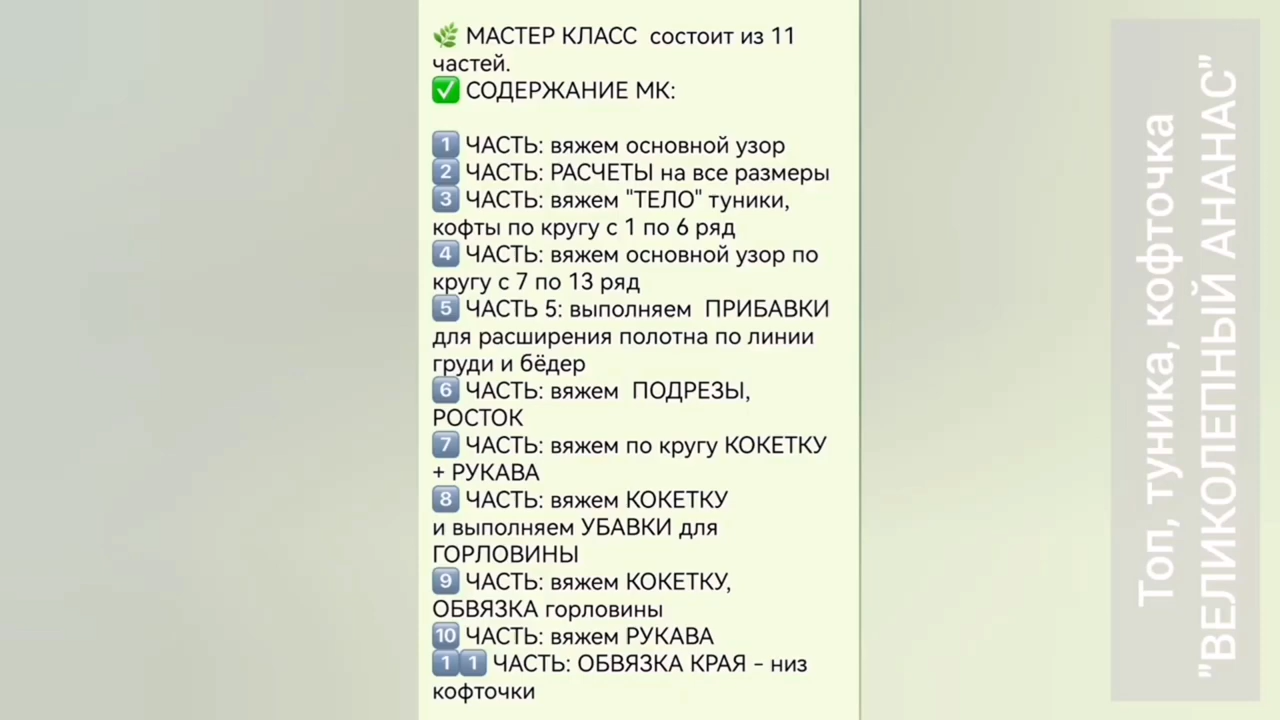 🌿 МАСТЕР КЛАСС состоит из 11
частей.
✅ СОДЕРЖАНИЕ МК:
1️⃣ ЧАСТЬ: вяжем основной узор
2️⃣ ЧАСТЬ: РАСЧЕТЫ на все размеры
3️⃣ ЧАСТЬ: вяжем "ТЕЛО" туники,
кофты по кругу с 1 по 6 ряд
4️⃣ ЧАСТЬ: вяжем основной узор по
кругу с 7 по 13 ряд
5️⃣ ЧАСТЬ 5: выполняем ПРИБАВКИ
для расширения полотна по линии
груди и бёдер
6️⃣ ЧАСТЬ: вяжем ПОДРЕЗЫ,
РОСТОК
7️⃣ ЧАСТЬ: вяжем по кругу КОКЕТКУ
+ РУКАВА
8️⃣ ЧАСТЬ: вяжем КОКЕТКУ
и выполняем УБАВКИ для
ГОРЛОВИНЫ
9️⃣ ЧАСТЬ: вяжем КОКЕТКУ,
ОБВЯЗКА горловины
🔟 ЧАСТЬ: вяжем РУКАВА
1️⃣1️⃣ ЧАСТЬ: ОБВЯЗКА КРАЯ - низ
кофточки
Топ, туника, кофточка
"ВЕЛИКОЛЕПНЫЙ АНАНАС"